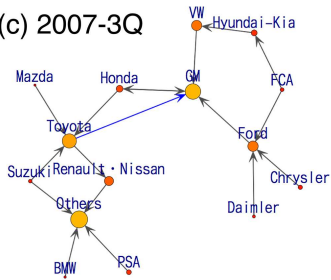 (c) 2007-3Q
VW
Hyundai-Kia
Mazda
Honda
GM
FCA
Toyota
Ford
Suzuki
Renault・Nissan
Chrysler
Others
Daimler
BMW
PSA